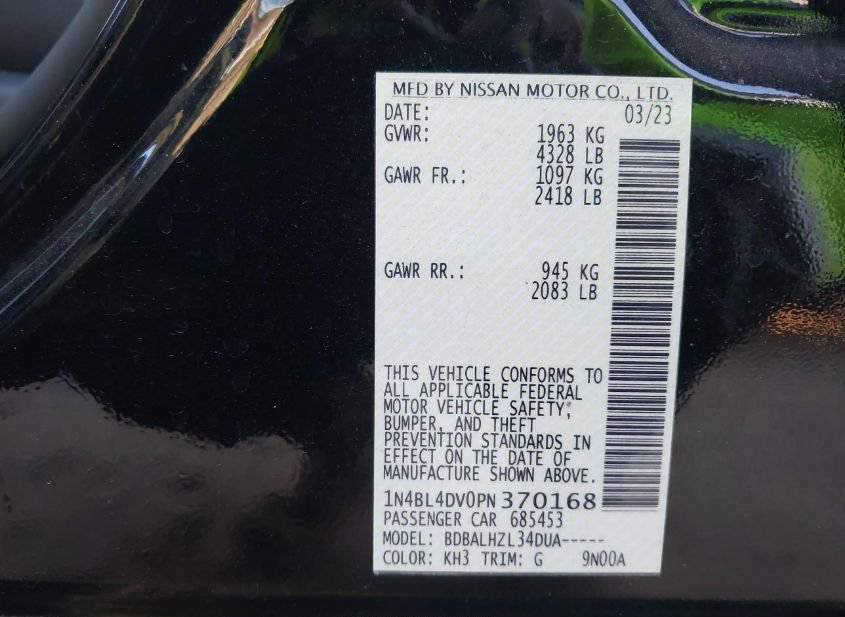 MFD BY NISSAN MOTOR CO., LTD.
DATE: 03/23
GVWR: 1963 KG
4328 LB
GAWR FR.: 1097 KG
2418 LB
GAWR RR.: 945 KG
2083 LB
THIS VEHICLE CONFORMS TO
ALL APPLICABLE FEDERAL
MOTOR VEHICLE SAFETY,
BUMPER, AND THEFT
PREVENTION STANDARDS IN
EFFECT ON THE DATE OF
MANUFACTURE SHOWN ABOVE.
1N4BL4DV0PN370168
PASSENGER CAR 685453
MODEL: BDBALHZL34DUA-----
COLOR: KH3 TRIM: G 9N00A